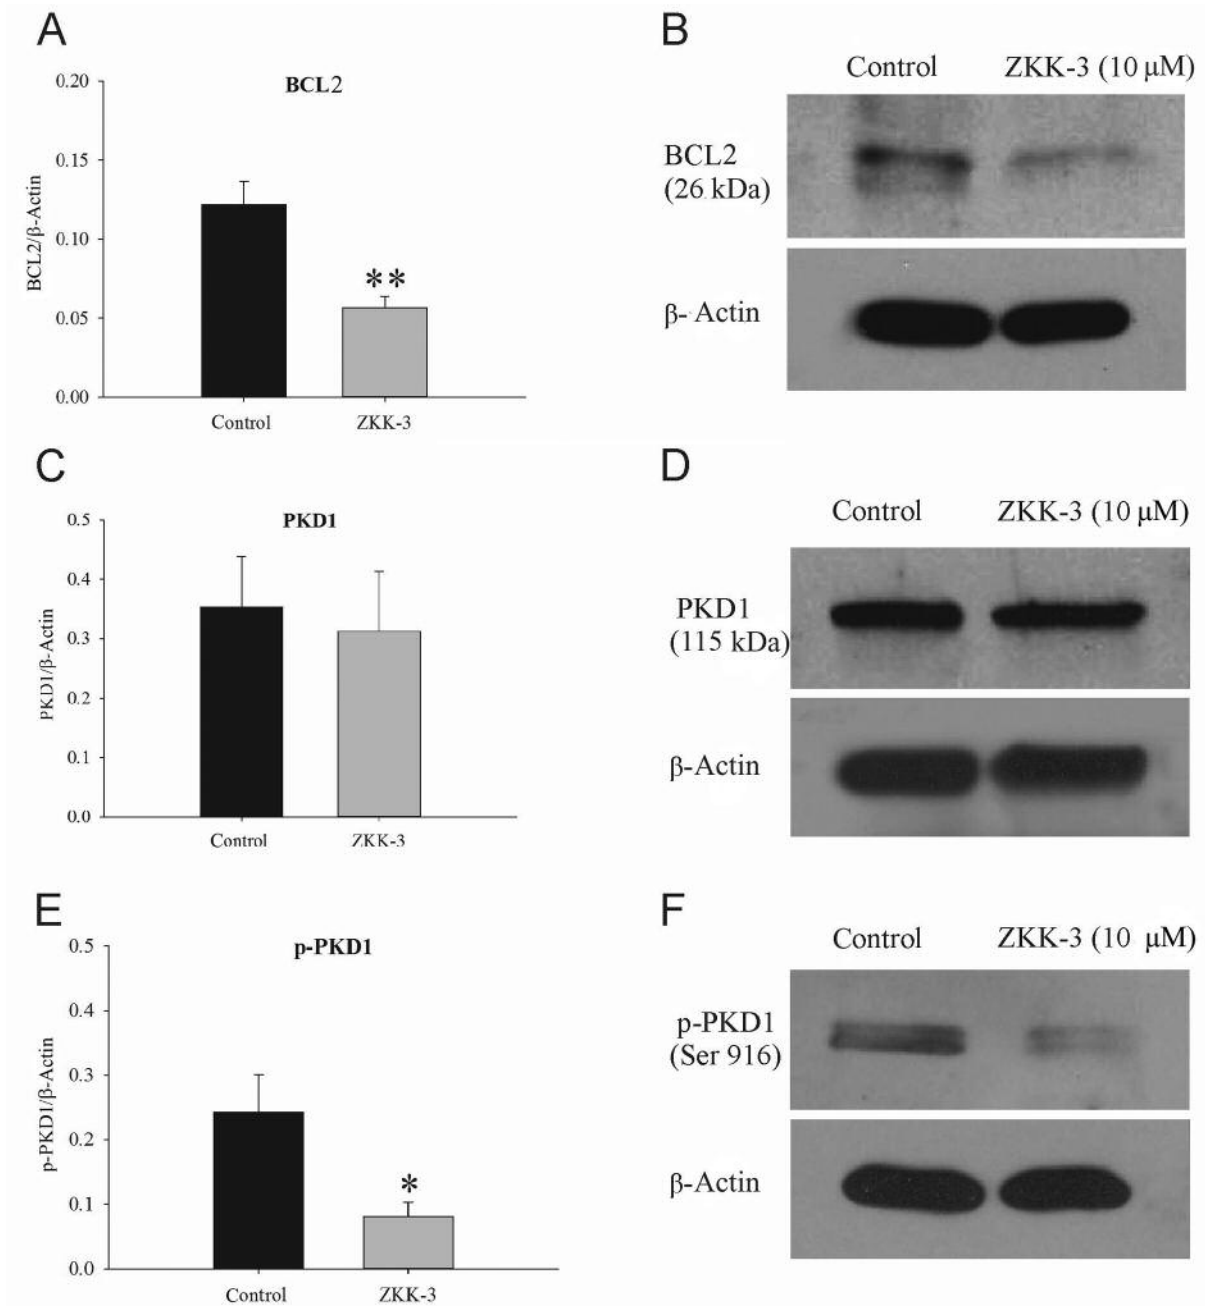 A
BCL2
0.20
0.15
0.10
0.05
0.00
BCL2/β-Actin
**
Control
ZKK-3
B
Control ZKK-3 (10 μM)
BCL2
(26 kDa)
β- Actin
C
PKD1
0.5
0.4
0.3
0.2
0.1
0.0
PKD1/β-Actin
Control
ZKK-3
D
Control ZKK-3 (10 μM)
PKD1
(115 kDa)
β-Actin
E
p-PKD1
0.5
0.4
0.3
0.2
0.1
0.0
p-PKD1/β-Actin
*
Control
ZKK-3
F
Control ZKK-3 (10 μM)
p-PKD1
(Ser 916)
β-Actin